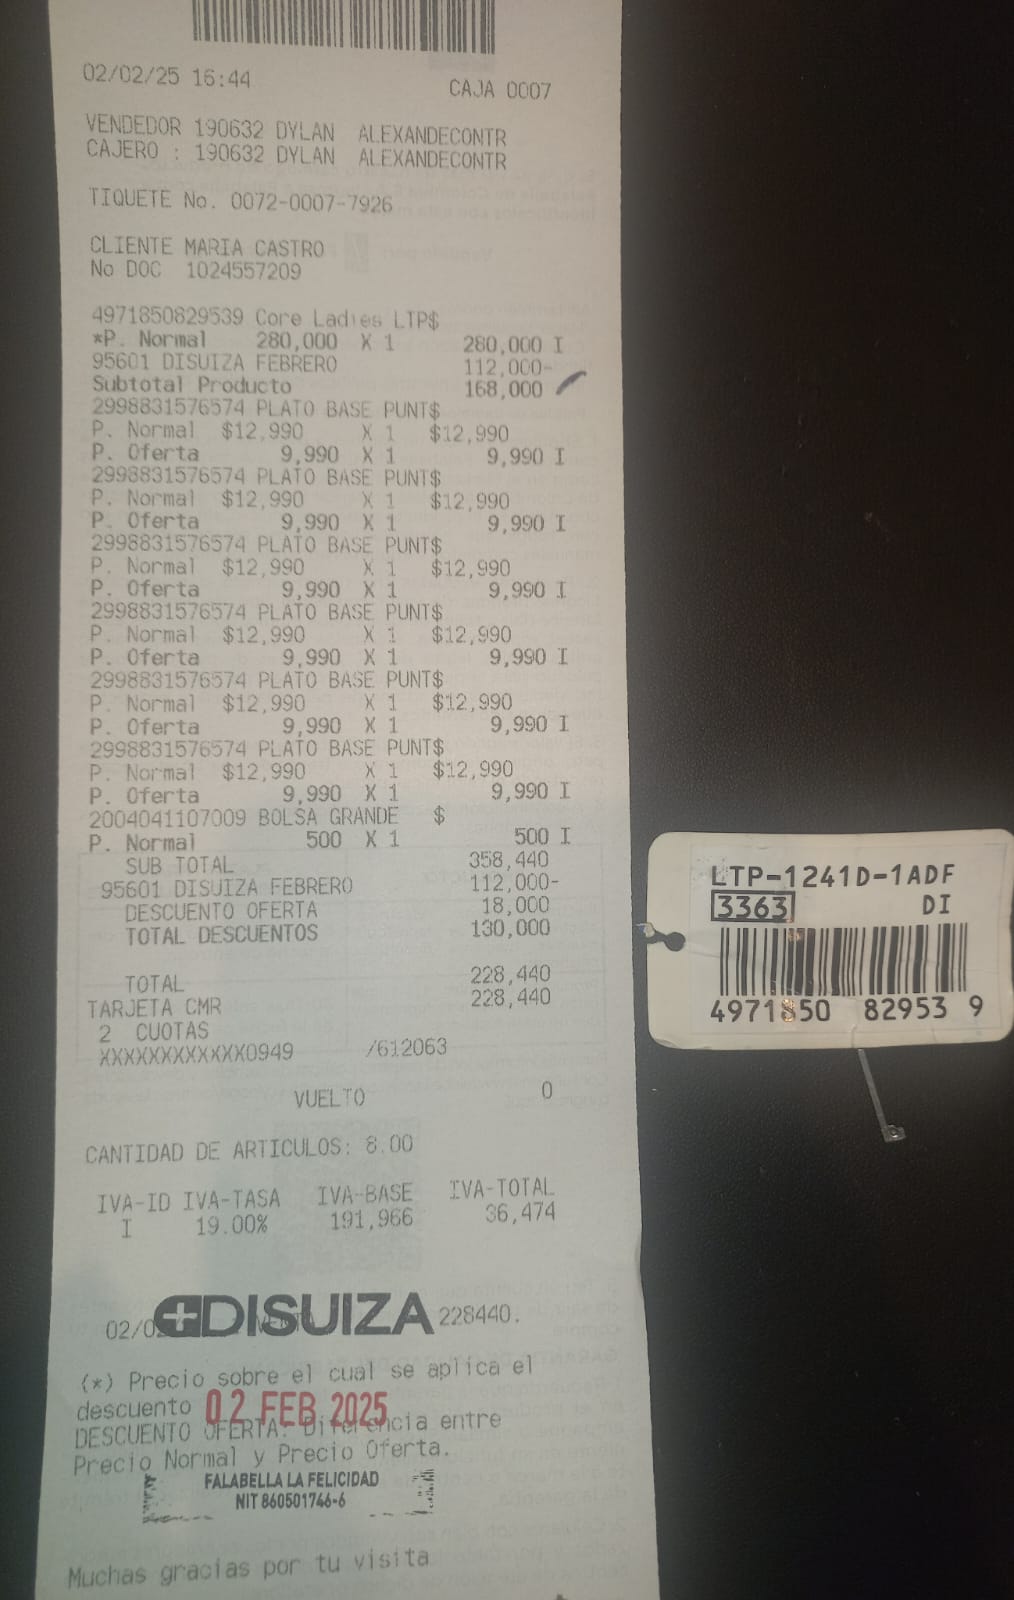 02/02/25 16:44 CAJA 0007
VENDEDOR 190632 DYLAN ALEXANDECONTR
CAJERO : 190632 DYLAN ALEXANDECONTR
TIQUETE No. 0072-0007-7926
CLIENTE MARIA CASTRO
No DOC 1024557209
4971850829539 Core Ladies LTP$
*P. Normal 280,000 X 1 280,000 I
95601 DISUIZA FEBRERO 112,000-
Subtotal Producto 168,000
2998831576574 PLATO BASE PUNT$
P. Normal $12,990 X 1 $12,990
P. Oferta 9,990 X 1 9,990 I
2998831576574 PLATO BASE PUNT$
P. Normal $12,990 X 1 $12,990
P. Oferta 9,990 X 1 9,990 I
2998831576574 PLATO BASE PUNT$
P. Normal $12,990 X 1 $12,990
P. Oferta 9,990 X 1 9,990 I
2998831576574 PLATO BASE PUNT$
P. Normal $12,990 X 1 $12,990
P. Oferta 9,990 X 1 9,990 I
2998831576574 PLATO BASE PUNT$
P. Normal $12,990 X 1 $12,990
P. Oferta 9,990 X 1 9,990 I
2998831576574 PLATO BASE PUNT$
P. Normal $12,990 X 1 $12,990
P. Oferta 9,990 X 1 9,990 I
2004041107009 BOLSA GRANDE $
P. Normal 500 X 1 500 I
SUB TOTAL 358,440
95601 DISUIZA FEBRERO 112,000-
DESCUENTO OFERTA 18,000
TOTAL DESCUENTOS 130,000
TOTAL 228,440
TARJETA CMR 228,440
2 CUOTAS
XXXXXXXXXXXX0949 /612063
VUELTO 0
CANTIDAD DE ARTICULOS: 8.00
IVA-ID IVA-TASA IVA-BASE IVA-TOTAL
I 19.00% 191,966 36,474
02/0 DISUIZA 228440.
(*) Precio sobre el cual se aplica el
descuento 02 FEB 2025
DESCUENTO OFERTA: Diferencia entre
Precio Normal y Precio Oferta.
FALABELLA LA FELICIDAD
NIT 860501746-6
Muchas gracias por tu visita
LTP-1241D-1ADF
3363 DI
4971850 82953 9